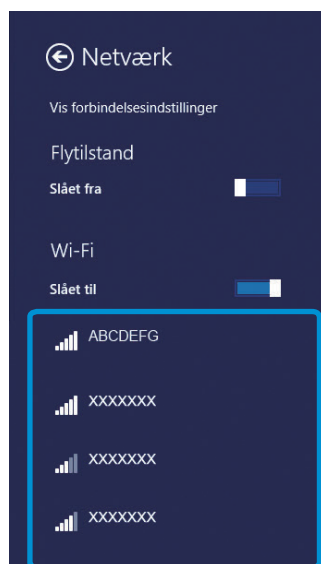 Netværk
Vis forbindelsesindstillinger
Flytilstand
Slået fra
Wi-Fi
Slået til
ABCDEFG
XXXXXXX
XXXXXXX
XXXXXXX